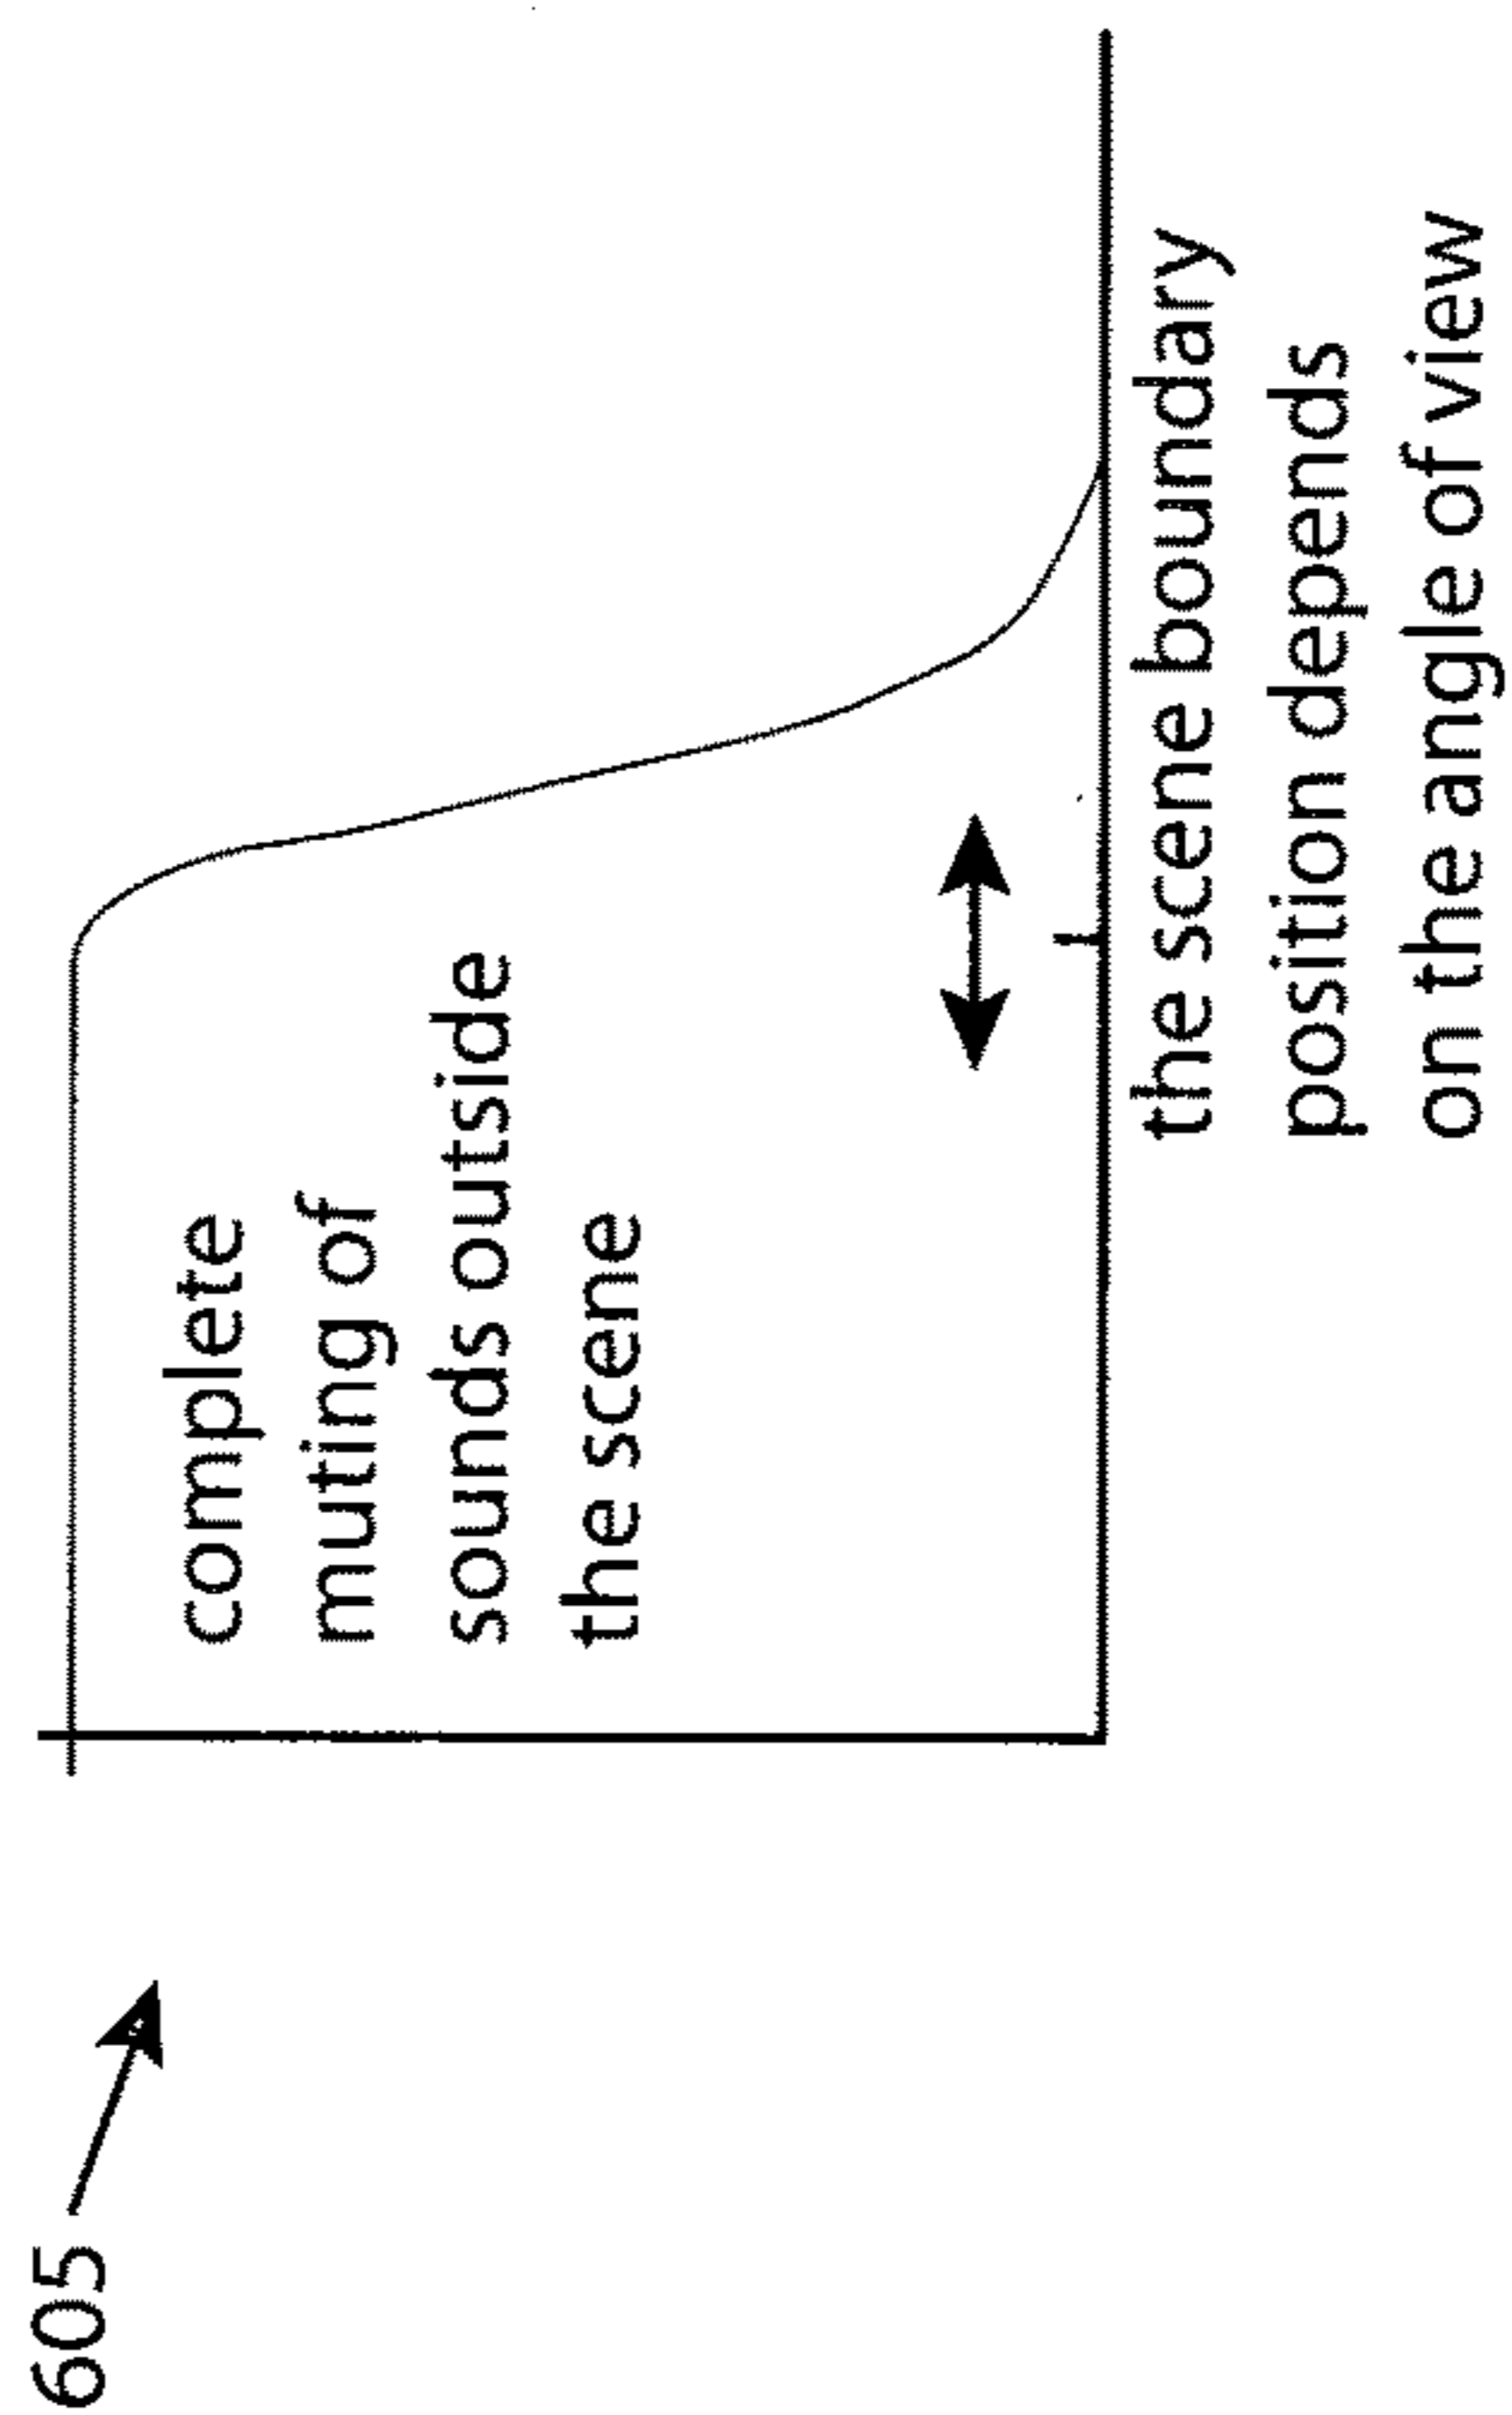 605
complete
muting of
sounds outside
the scene
the scene boundary
position depends
on the angle of view